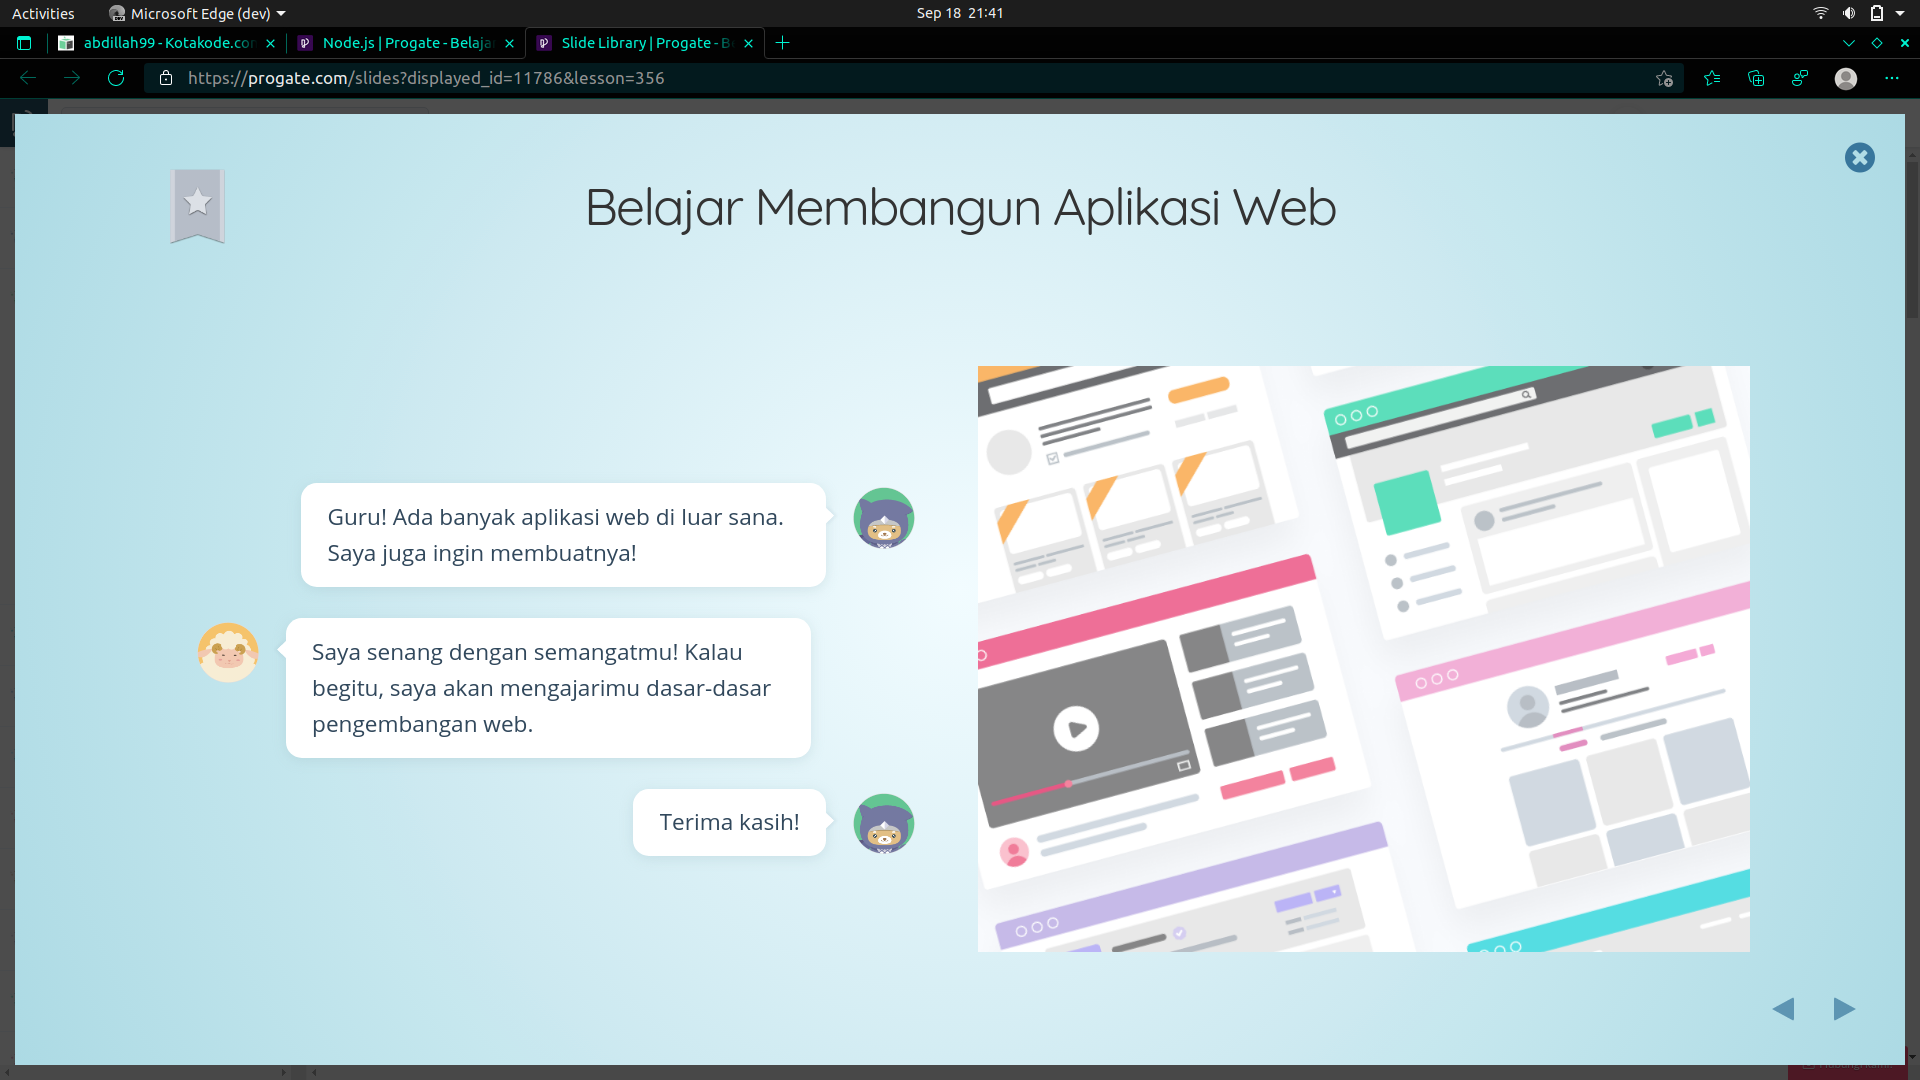 Activities
Microsoft Edge (dev)
Sep 18 21:41
abdillah99 - Kotakode.co
Node.js | Progate - Belaja
Slide Library | Progate - B
https://progate.com/slides?displayed_id=11786&lesson=356
Belajar Membangun Aplikasi Web
Guru! Ada banyak aplikasi web di luar sana.
Saya juga ingin membuatnya!
Saya senang dengan semangatmu! Kalau
begitu, saya akan mengajarimu dasar-dasar
pengembangan web.
Terima kasih!